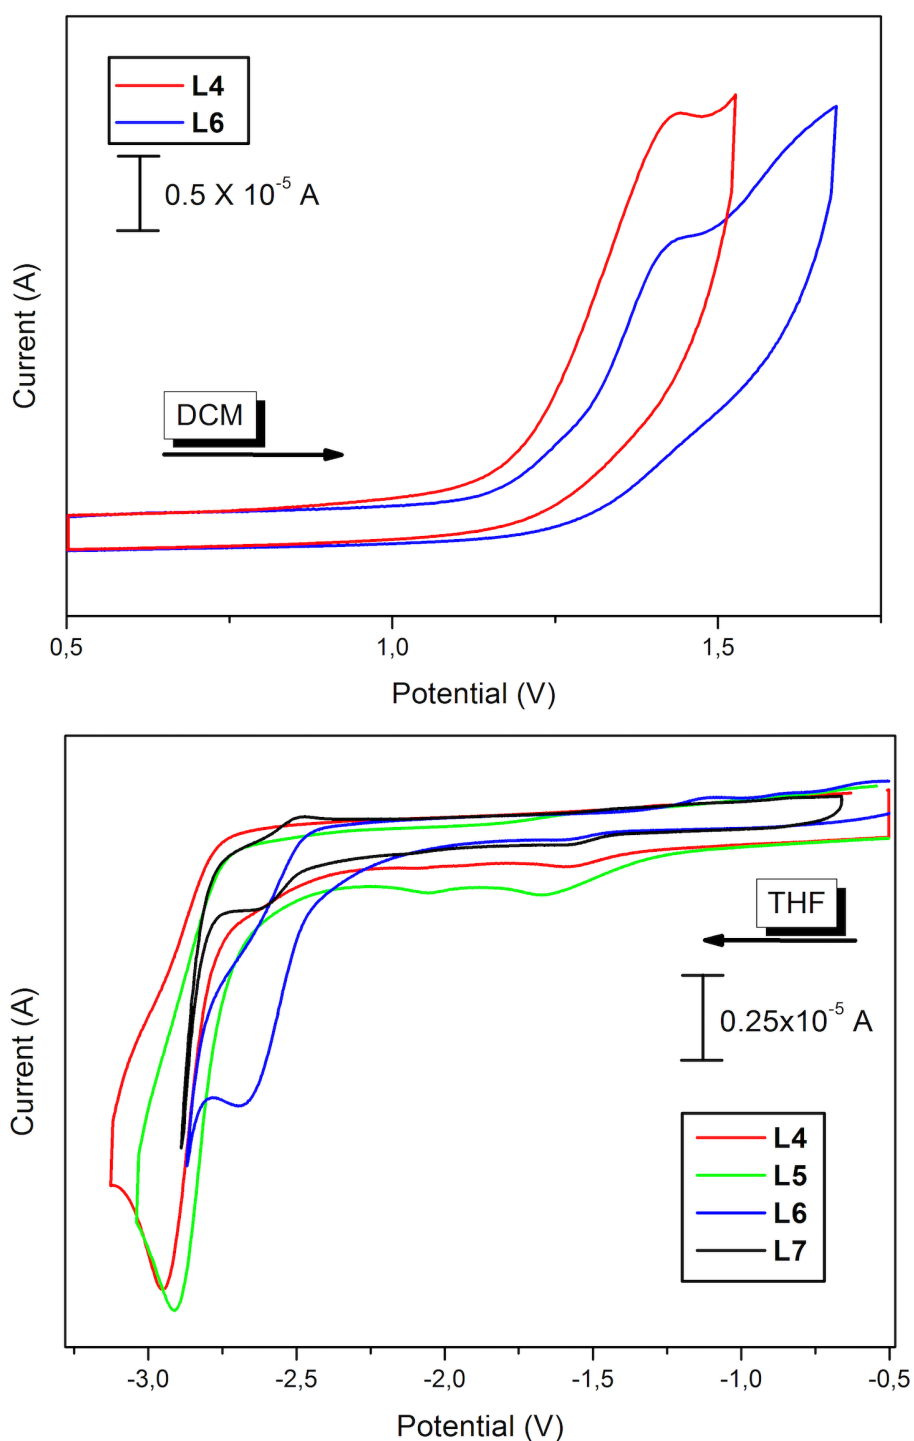 L4
L6
0.5 X 10-5 A
DCM
Current (A)
0,5 1,0 1,5
Potential (V)
THF
0.25x10-5 A
L4
L5
L6
L7
Current (A)
-3,0 -2,5 -2,0 -1,5 -1,0 -0,5
Potential (V)